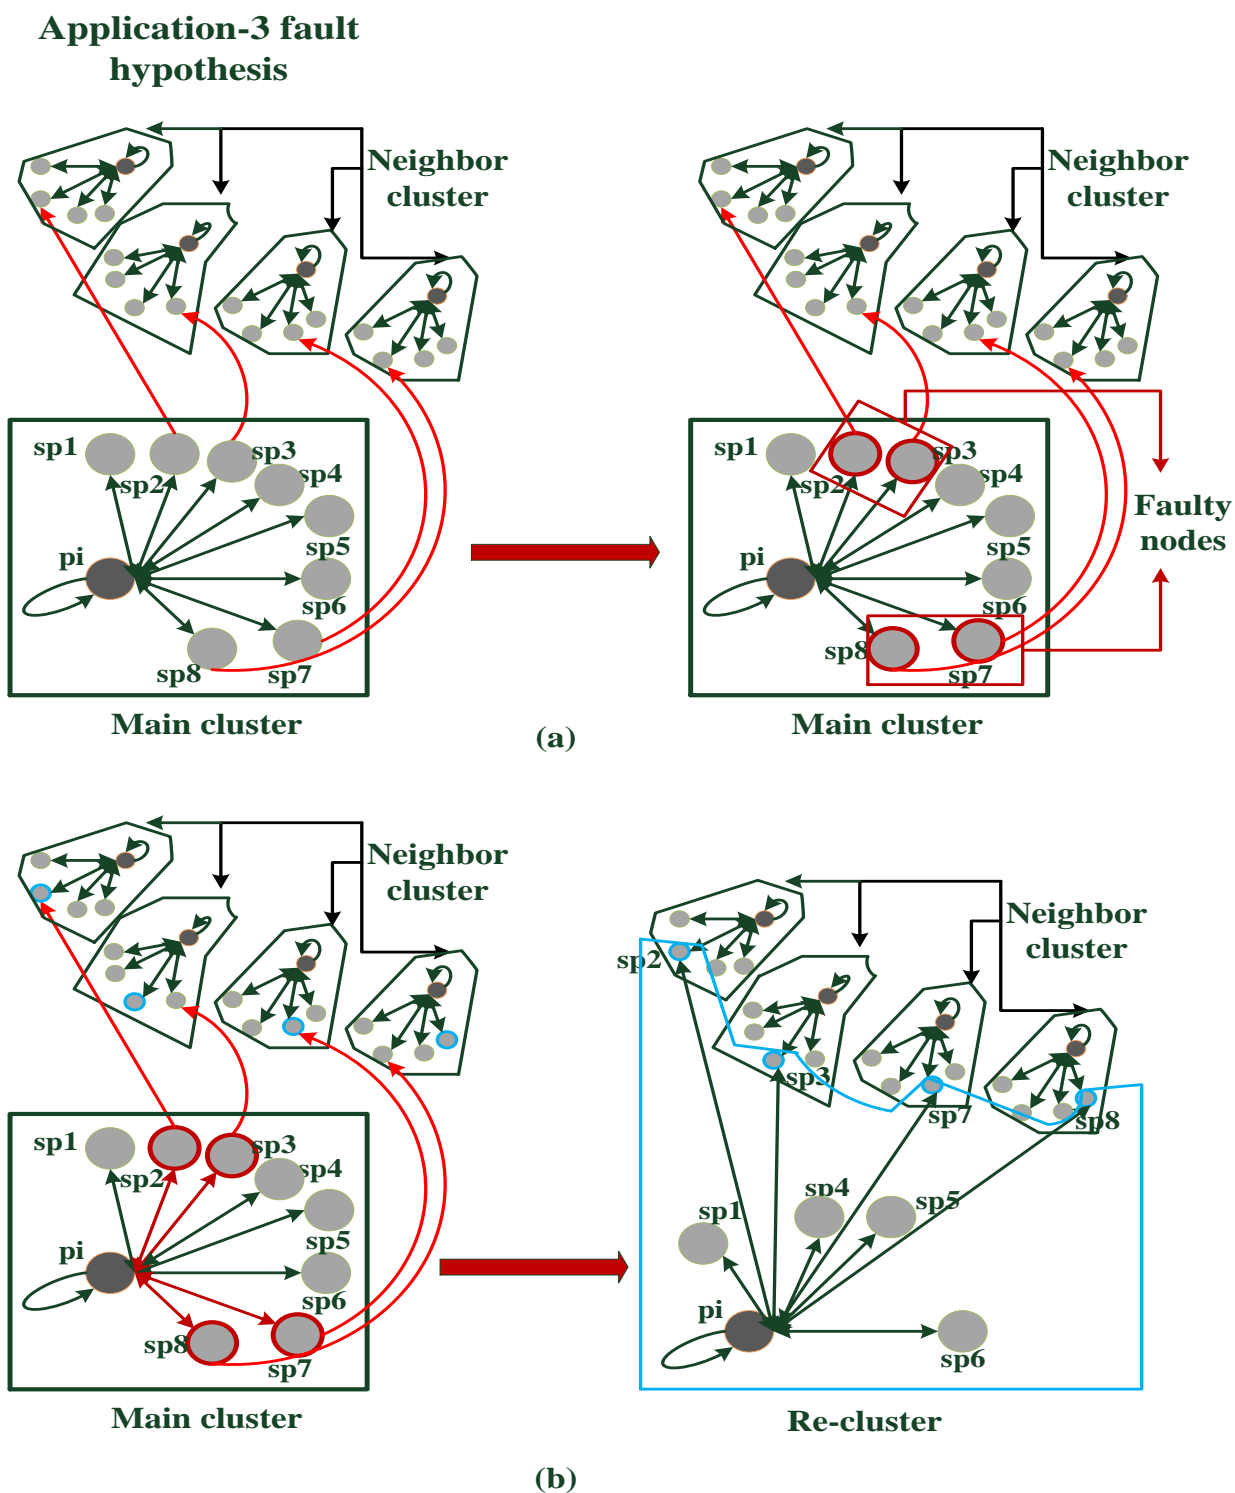 Application-3 fault
hypothesis
Neighbor
cluster
sp1
sp2
sp3
sp4
sp5
pi
sp6
sp8
sp7
Main cluster
Neighbor
cluster
sp1
sp2
sp3
sp4
sp5
Faulty
nodes
pi
sp6
sp8
sp7
Main cluster
(a)
Neighbor
cluster
sp1
sp2
sp3
sp4
sp5
pi
sp6
sp8
sp7
Main cluster
Neighbor
cluster
sp2
sp3
sp7
sp8
sp1
sp4
sp5
pi
sp6
Re-cluster
(b)